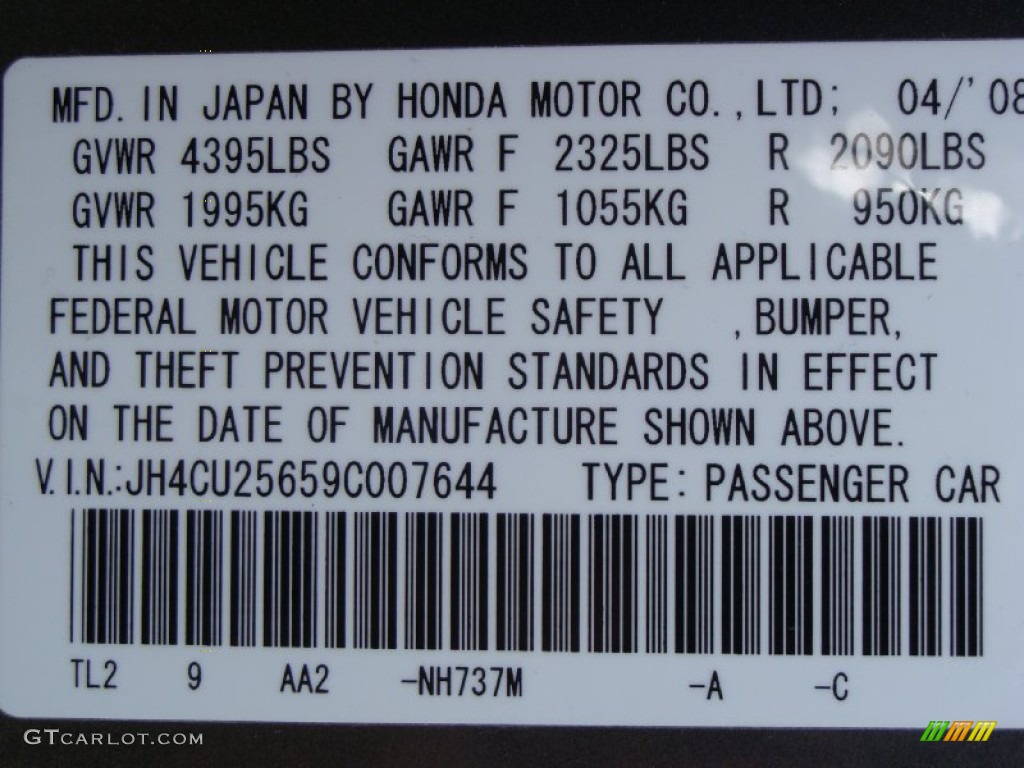 MFD. IN JAPAN BY HONDA MOTOR CO., LTD; 04/'08
GVWR 4395LBS GAWR F 2325LBS R 2090LBS
GVWR 1995KG GAWR F 1055KG R 950KG
THIS VEHICLE CONFORMS TO ALL APPLICABLE
FEDERAL MOTOR VEHICLE SAFETY , BUMPER,
AND THEFT PREVENTION STANDARDS IN EFFECT
ON THE DATE OF MANUFACTURE SHOWN ABOVE.
V.I.N.:JH4CU25659C007644 TYPE: PASSENGER CAR
TL2 9 AA2 -NH737M -A -C
GTCARLOT.COM